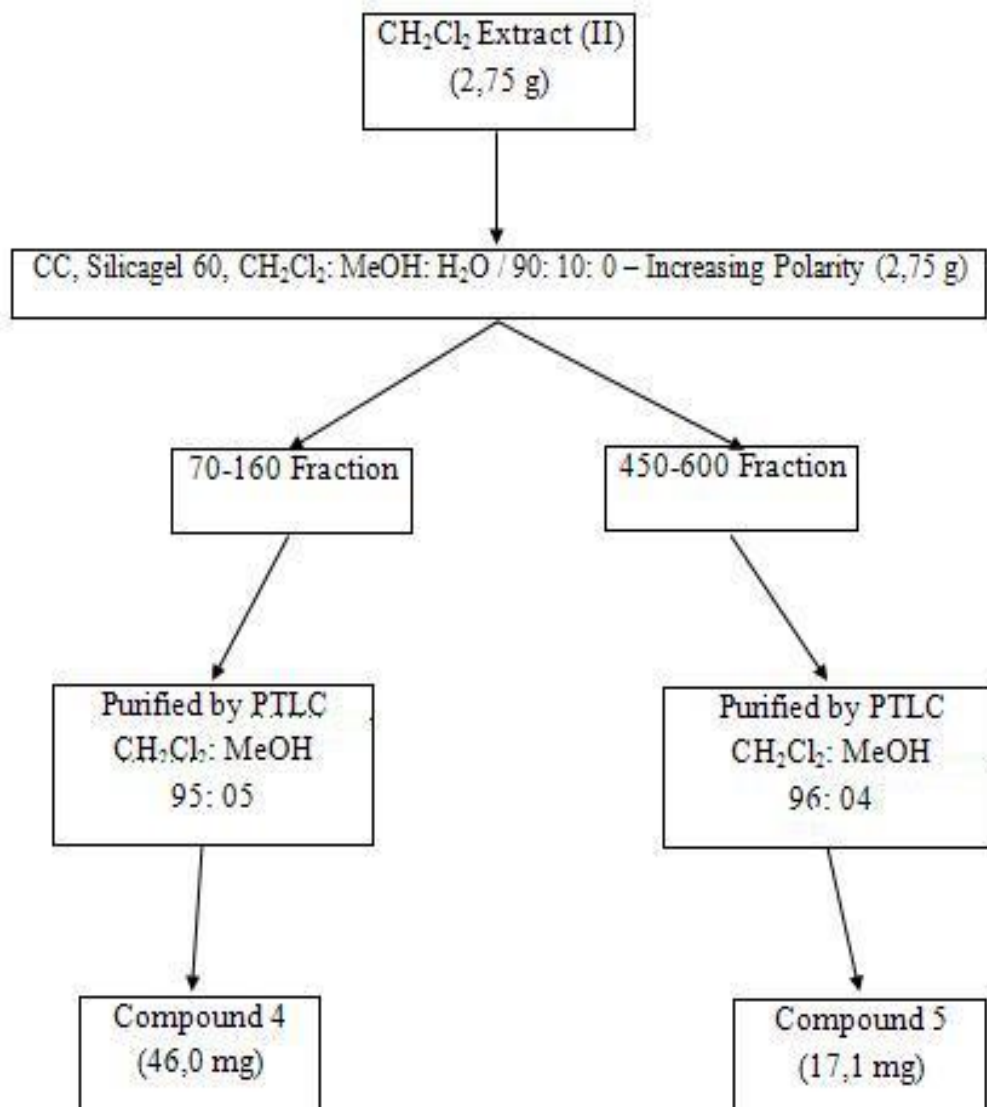 CH₂Cl₂ Extract (II)
(2,75 g)
CC, Silicagel 60, CH₂Cl₂: MeOH: H₂O / 90: 10: 0 – Increasing Polarity (2,75 g)
70-160 Fraction
450-600 Fraction
Purified by PTLC
CH₂Cl₂: MeOH
95: 05
Purified by PTLC
CH₂Cl₂: MeOH
96: 04
Compound 4
(46,0 mg)
Compound 5
(17,1 mg)